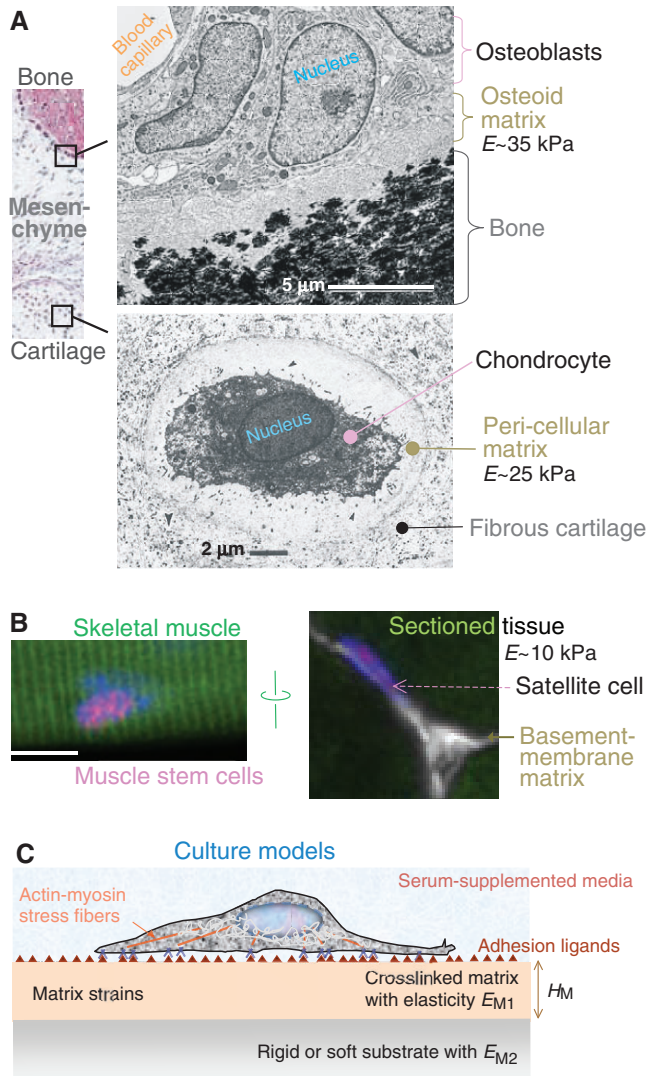 A
Blood
capillary
Nucleus
Osteoblasts
Osteoid
matrix
E~35 kPa
Bone
Mesen-
chyme
Cartilage
Bone
5 µm
Nucleus
Chondrocyte
Peri-cellular
matrix
E~25 kPa
Fibrous cartilage
2 µm
B
Skeletal muscle
Muscle stem cells
Sectioned tissue
E~10 kPa
Satellite cell
Basement-
membrane
matrix
C
Culture models
Actin-myosin
stress fibers
Serum-supplemented media
Adhesion ligands
Matrix strains
Crosslinked matrix
with elasticity EM1
HM
Rigid or soft substrate with EM2